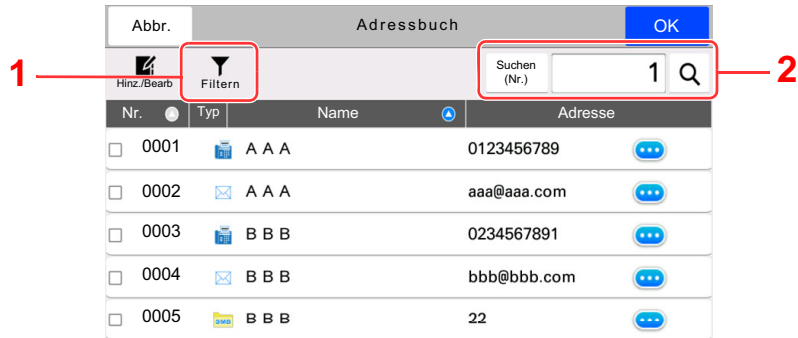 Abbr. Adressbuch OK
1 Hinz./Bearb Filtern Suchen (Nr.) 1 2
Nr. Typ Name Adresse
0001 A A A 0123456789
0002 A A A aaa@aaa.com
0003 B B B 0234567891
0004 B B B bbb@bbb.com
0005 SMB B B B 22